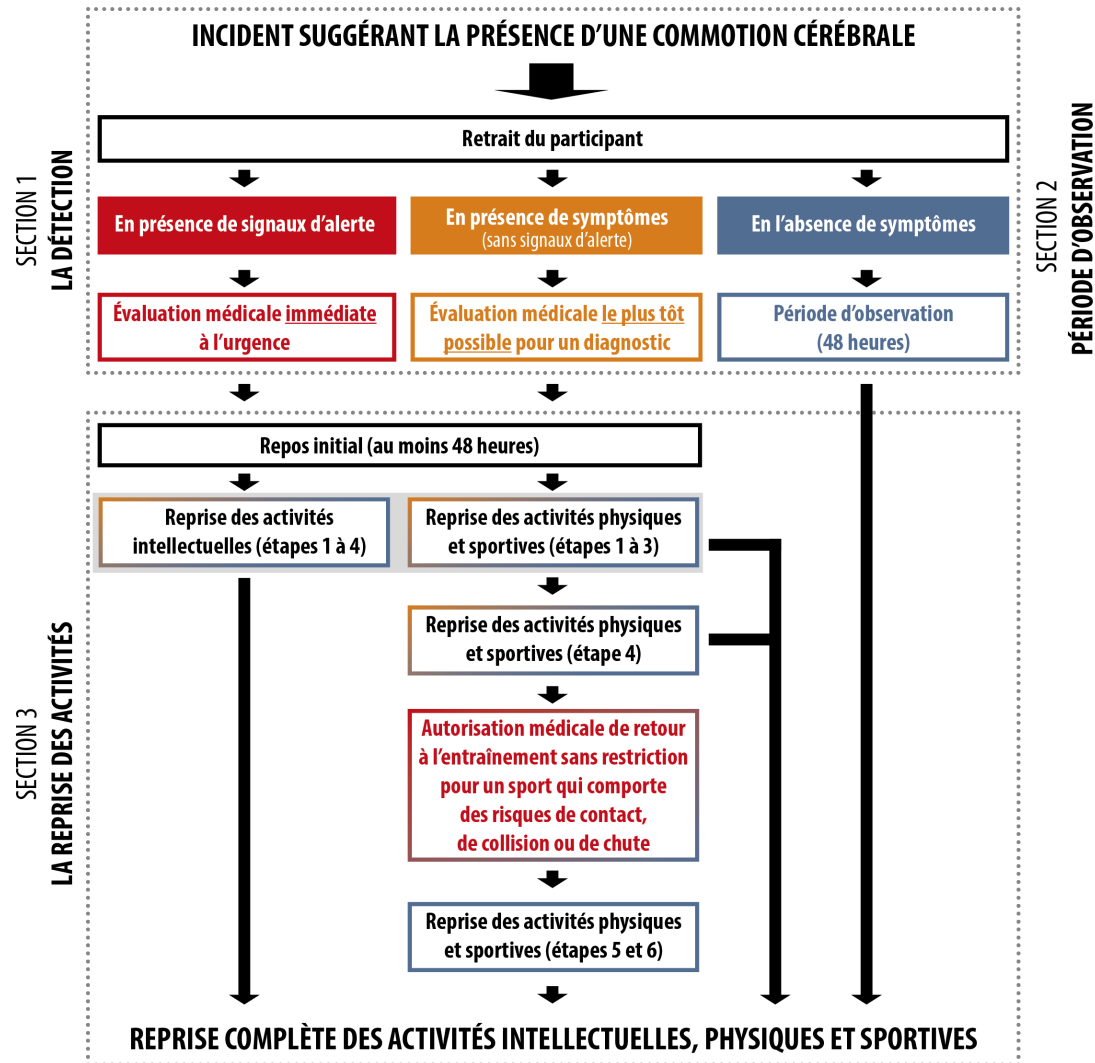 INCIDENT SUGGÉRANT LA PRÉSENCE D’UNE COMMOTION CÉRÉBRALE
Retrait du participant
SECTION 1
LA DÉTECTION
SECTION 2
PÉRIODE D’OBSERVATION
En présence de signaux d’alerte
En présence de symptômes
(sans signaux d’alerte)
En l’absence de symptômes
Évaluation médicale immédiate
à l’urgence
Évaluation médicale le plus tôt
possible pour un diagnostic
Période d’observation
(48 heures)
SECTION 3
LA REPRISE DES ACTIVITÉS
Repos initial (au moins 48 heures)
Reprise des activités
intellectuelles (étapes 1 à 4)
Reprise des activités physiques
et sportives (étapes 1 à 3)
Reprise des activités physiques
et sportives (étape 4)
Autorisation médicale de retour
à l’entraînement sans restriction
pour un sport qui comporte
des risques de contact,
de collision ou de chute
Reprise des activités physiques
et sportives (étapes 5 et 6)
REPRISE COMPLÈTE DES ACTIVITÉS INTELLECTUELLES, PHYSIQUES ET SPORTIVES